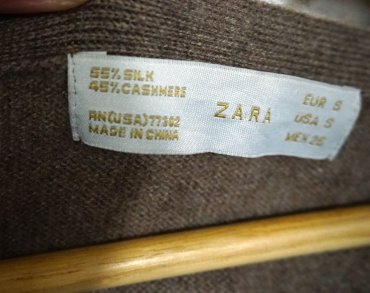 55% SILK
45% CASHMERE
RN(USA)77302
MADE IN CHINA
ZARA
EUR S
USA S
MEX 26